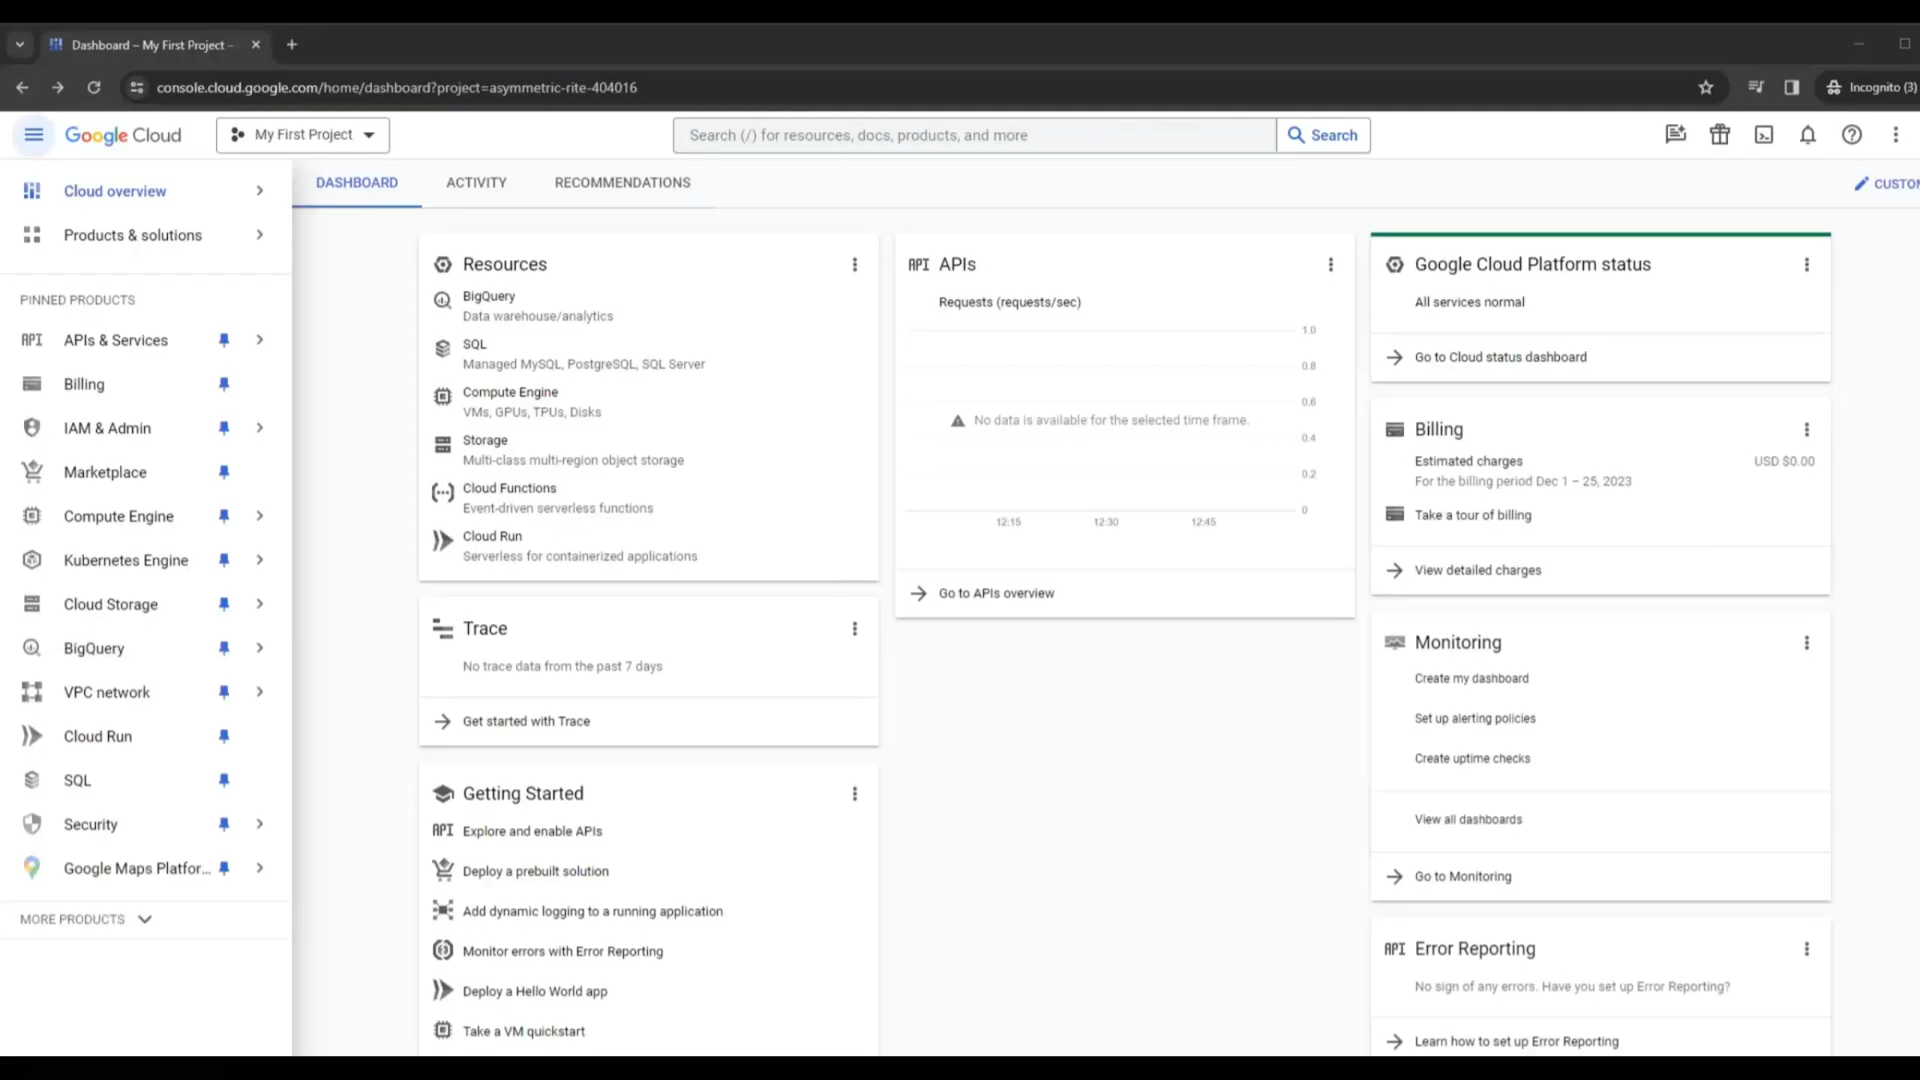 Dashboard – My First Project –
console.cloud.google.com/home/dashboard?project=asymmetric-rite-404016
Incognito (3)
Google Cloud
My First Project
Search (/) for resources, docs, products, and more
Search
Cloud overview
Products & solutions
PINNED PRODUCTS
APIs & Services
Billing
IAM & Admin
Marketplace
Compute Engine
Kubernetes Engine
Cloud Storage
BigQuery
VPC network
Cloud Run
SQL
Security
Google Maps Platfor...
MORE PRODUCTS
DASHBOARD
ACTIVITY
RECOMMENDATIONS
CUSTOM
Resources
BigQuery
Data warehouse/analytics
SQL
Managed MySQL, PostgreSQL, SQL Server
Compute Engine
VMs, GPUs, TPUs, Disks
Storage
Multi-class multi-region object storage
Cloud Functions
Event-driven serverless functions
Cloud Run
Serverless for containerized applications
Trace
No trace data from the past 7 days
Get started with Trace
Getting Started
API Explore and enable APIs
Deploy a prebuilt solution
Add dynamic logging to a running application
Monitor errors with Error Reporting
Deploy a Hello World app
Take a VM quickstart
API APIs
Requests (requests/sec)
1.0
0.8
0.6
No data is available for the selected time frame.
0.4
0.2
0
12:15 12:30 12:45
Go to APIs overview
Google Cloud Platform status
All services normal
Go to Cloud status dashboard
Billing
Estimated charges USD $0.00
For the billing period Dec 1 – 25, 2023
Take a tour of billing
View detailed charges
Monitoring
Create my dashboard
Set up alerting policies
Create uptime checks
View all dashboards
Go to Monitoring
API Error Reporting
No sign of any errors. Have you set up Error Reporting?
Learn how to set up Error Reporting